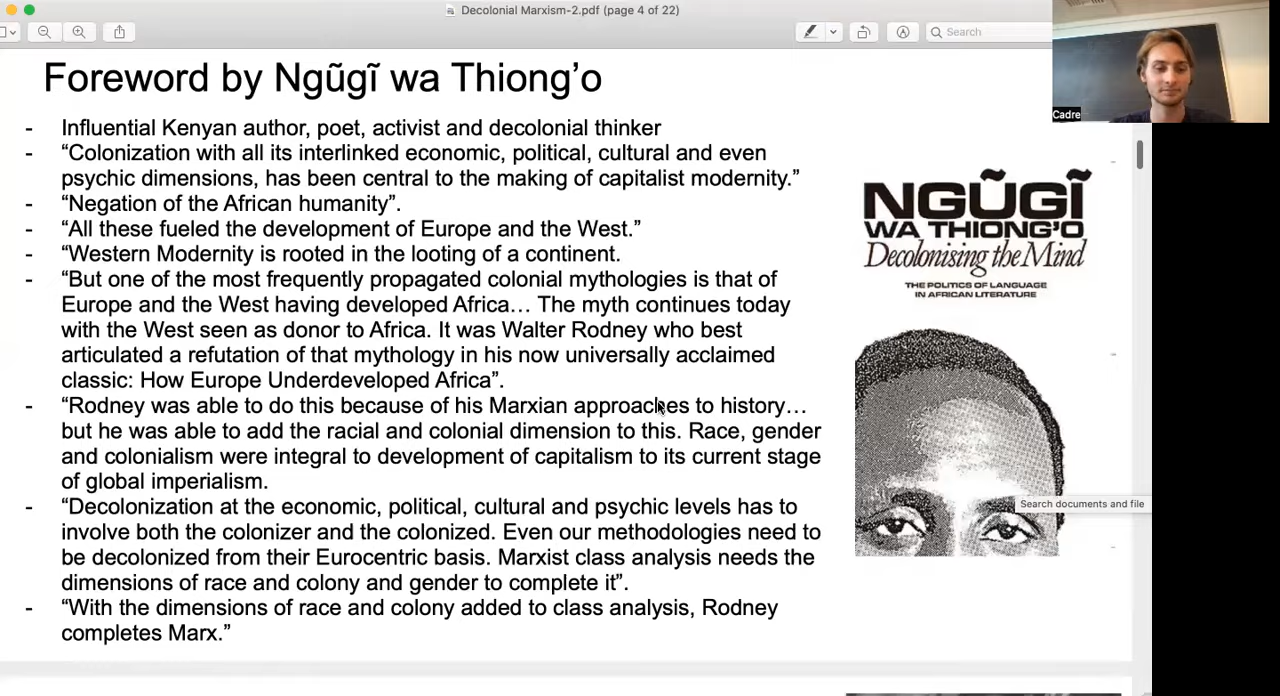 Decolonial Marxism-2.pdf (page 4 of 22)
Search
Cadre
Foreword by Ngũgĩ wa Thiong’o
- Influential Kenyan author, poet, activist and decolonial thinker
- “Colonization with all its interlinked economic, political, cultural and even
psychic dimensions, has been central to the making of capitalist modernity.”
- “Negation of the African humanity”.
- “All these fueled the development of Europe and the West.”
- “Western Modernity is rooted in the looting of a continent.
- “But one of the most frequently propagated colonial mythologies is that of
Europe and the West having developed Africa… The myth continues today
with the West seen as donor to Africa. It was Walter Rodney who best
articulated a refutation of that mythology in his now universally acclaimed
classic: How Europe Underdeveloped Africa”.
- “Rodney was able to do this because of his Marxian approaches to history…
but he was able to add the racial and colonial dimension to this. Race, gender
and colonialism were integral to development of capitalism to its current stage
of global imperialism.
- “Decolonization at the economic, political, cultural and psychic levels has to
involve both the colonizer and the colonized. Even our methodologies need to
be decolonized from their Eurocentric basis. Marxist class analysis needs the
dimensions of race and colony and gender to complete it”.
- “With the dimensions of race and colony added to class analysis, Rodney
completes Marx.”
NGŨGĨ
WA THIONG’O
Decolonising the Mind
THE POLITICS OF LANGUAGE
IN AFRICAN LITERATURE
Search documents and file